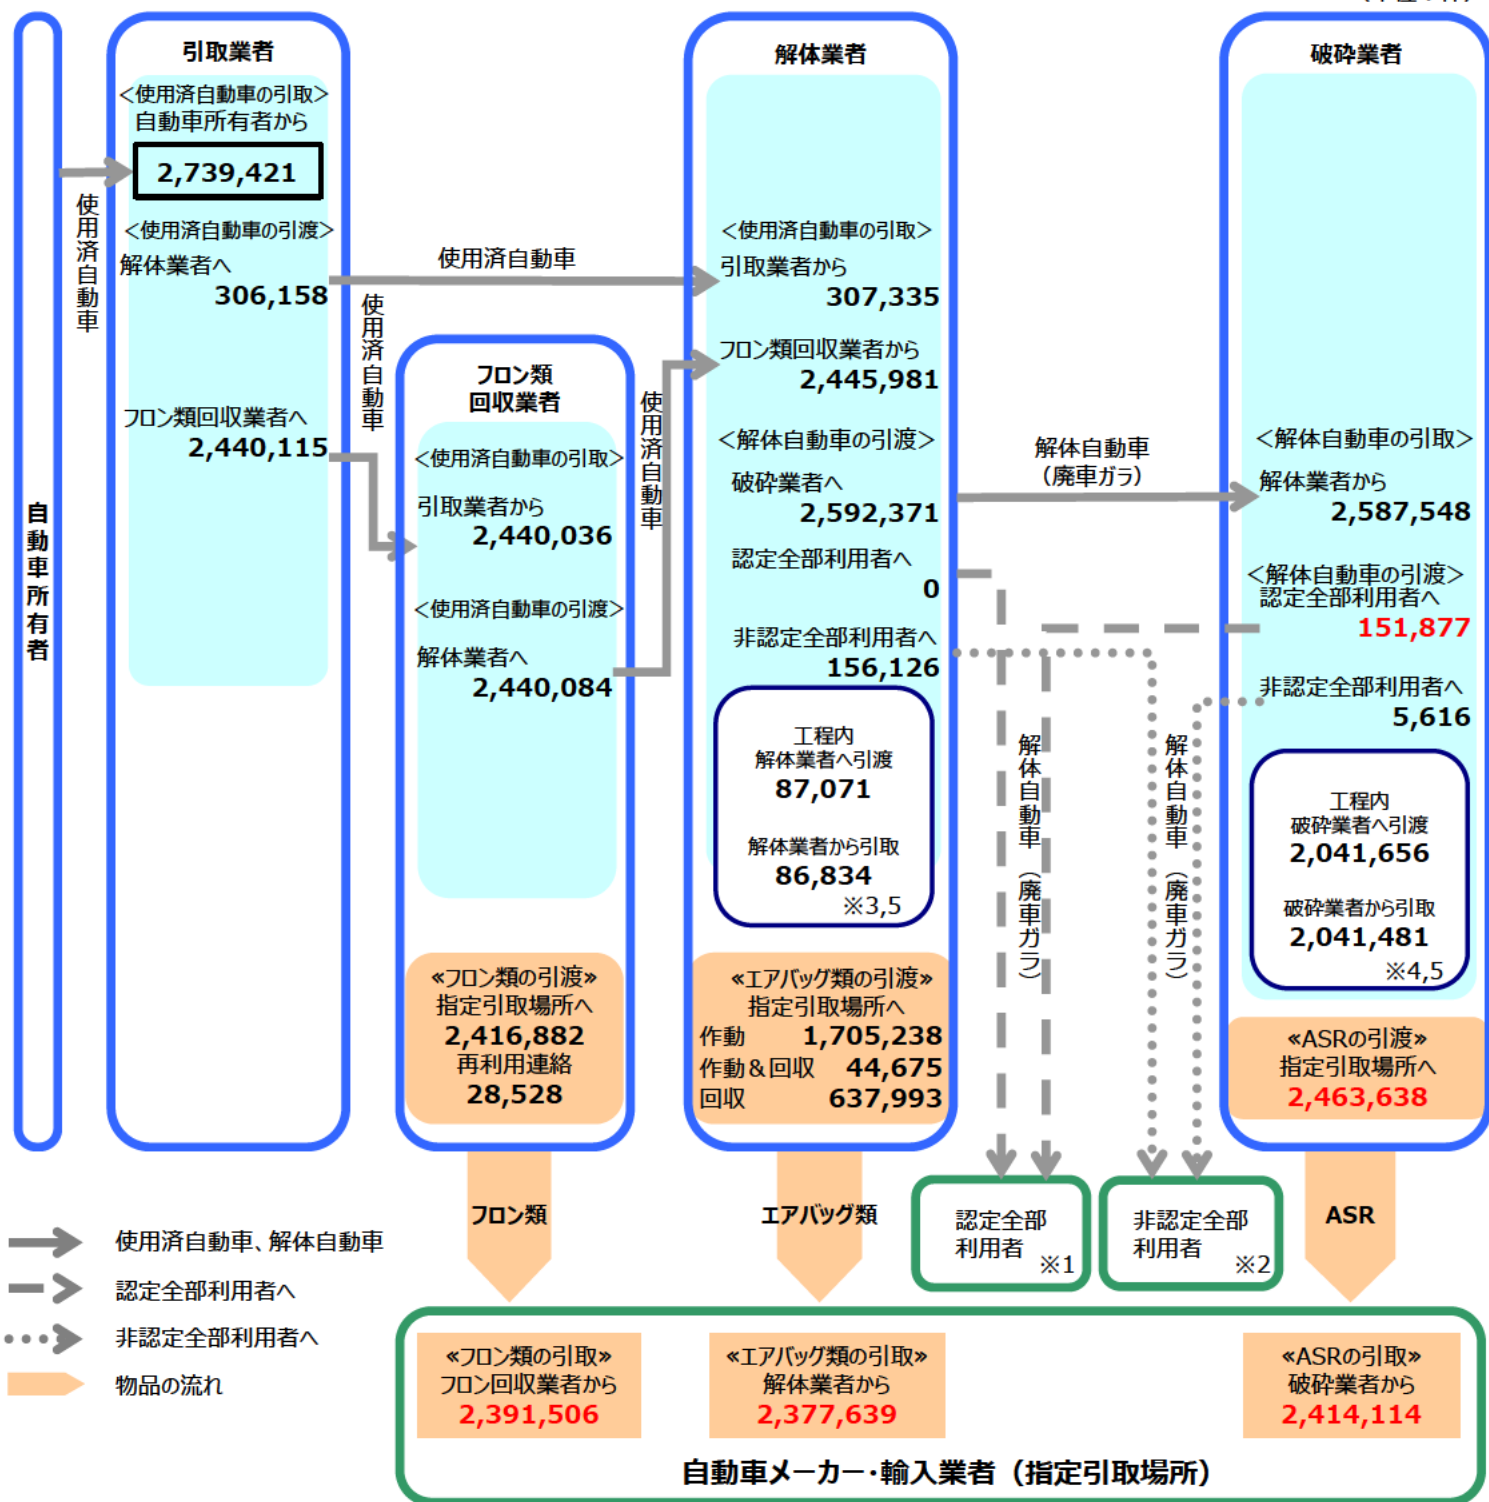 自動車所有者
使用済自動車
引取業者
<使用済自動車の引取>
自動車所有者から
2,739,421
<使用済自動車の引渡>
解体業者へ
306,158
フロン類回収業者へ
2,440,115
使用済自動車
使用済自動車
フロン類
回収業者
<使用済自動車の引取>
引取業者から
2,440,036
<使用済自動車の引渡>
解体業者へ
2,440,084
«フロン類の引渡»
指定引取場所へ
2,416,882
再利用連絡
28,528
使用済自動車
解体業者
<使用済自動車の引取>
引取業者から
307,335
フロン類回収業者から
2,445,981
<解体自動車の引渡>
破砕業者へ
2,592,371
認定全部利用者へ
0
非認定全部利用者へ
156,126
工程内
解体業者へ引渡
87,071
解体業者から引取
86,834
※3,5
«エアバッグ類の引渡»
指定引取場所へ
作動 1,705,238
作動&回収 44,675
回収 637,993
解体自動車
(廃車ガラ)
解体自動車(廃車ガラ)
解体自動車(廃車ガラ)
破砕業者
<解体自動車の引取>
解体業者から
2,587,548
<解体自動車の引渡>
認定全部利用者へ
151,877
非認定全部利用者へ
5,616
工程内
破砕業者へ引渡
2,041,656
破砕業者から引取
2,041,481
※4,5
«ASRの引渡»
指定引取場所へ
2,463,638
フロン類
エアバッグ類
認定全部
利用者 ※1
非認定全部
利用者 ※2
ASR
使用済自動車、解体自動車
認定全部利用者へ
非認定全部利用者へ
物品の流れ
«フロン類の引取»
フロン回収業者から
2,391,506
«エアバッグ類の引取»
解体業者から
2,377,639
«ASRの引取»
破砕業者から
2,414,114
自動車メーカー・輸入業者(指定引取場所)